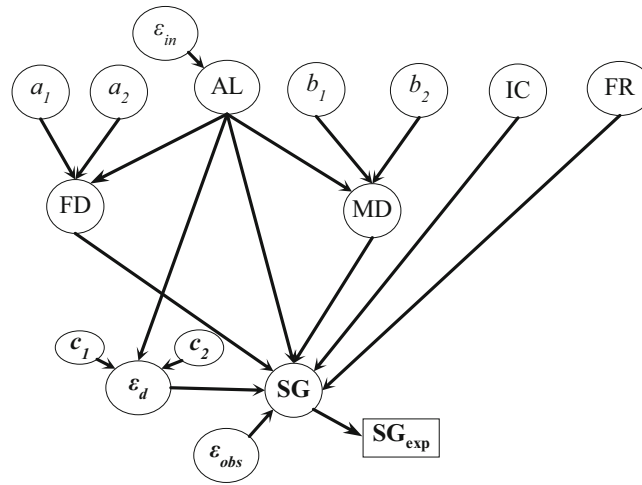 ε_in
a_1
a_2
AL
b_1
b_2
IC
FR
FD
MD
c_1
c_2
ε_d
SG
SG_exp
ε_obs